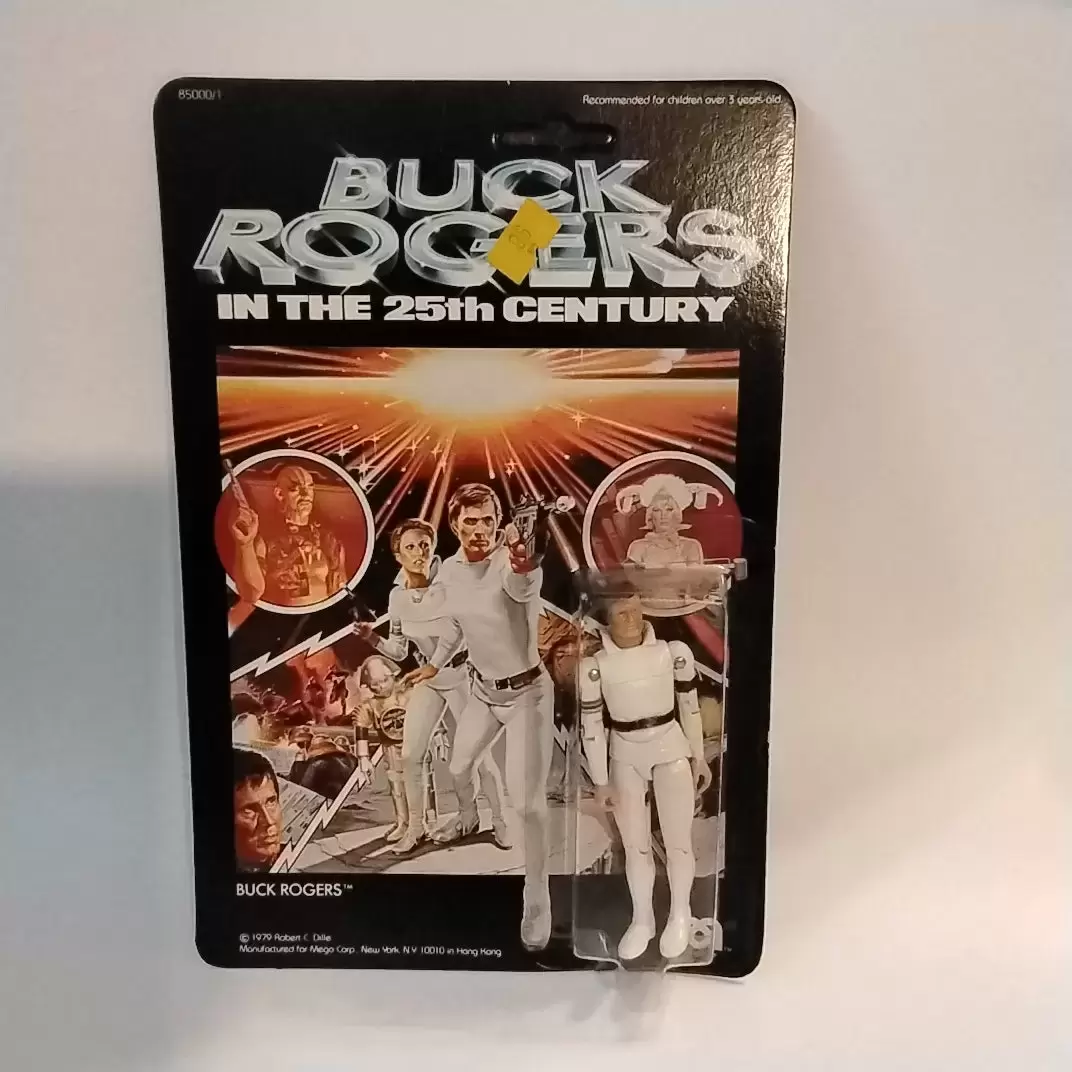 85000/1
Recommended for children over 3 years old.
BUCK
ROGERS
IN THE 25th CENTURY
BUCK ROGERS™
© 1979 Robert C. Dille
Manufactured for Mego Corp., New York, N.Y. 10010 in Hong Kong